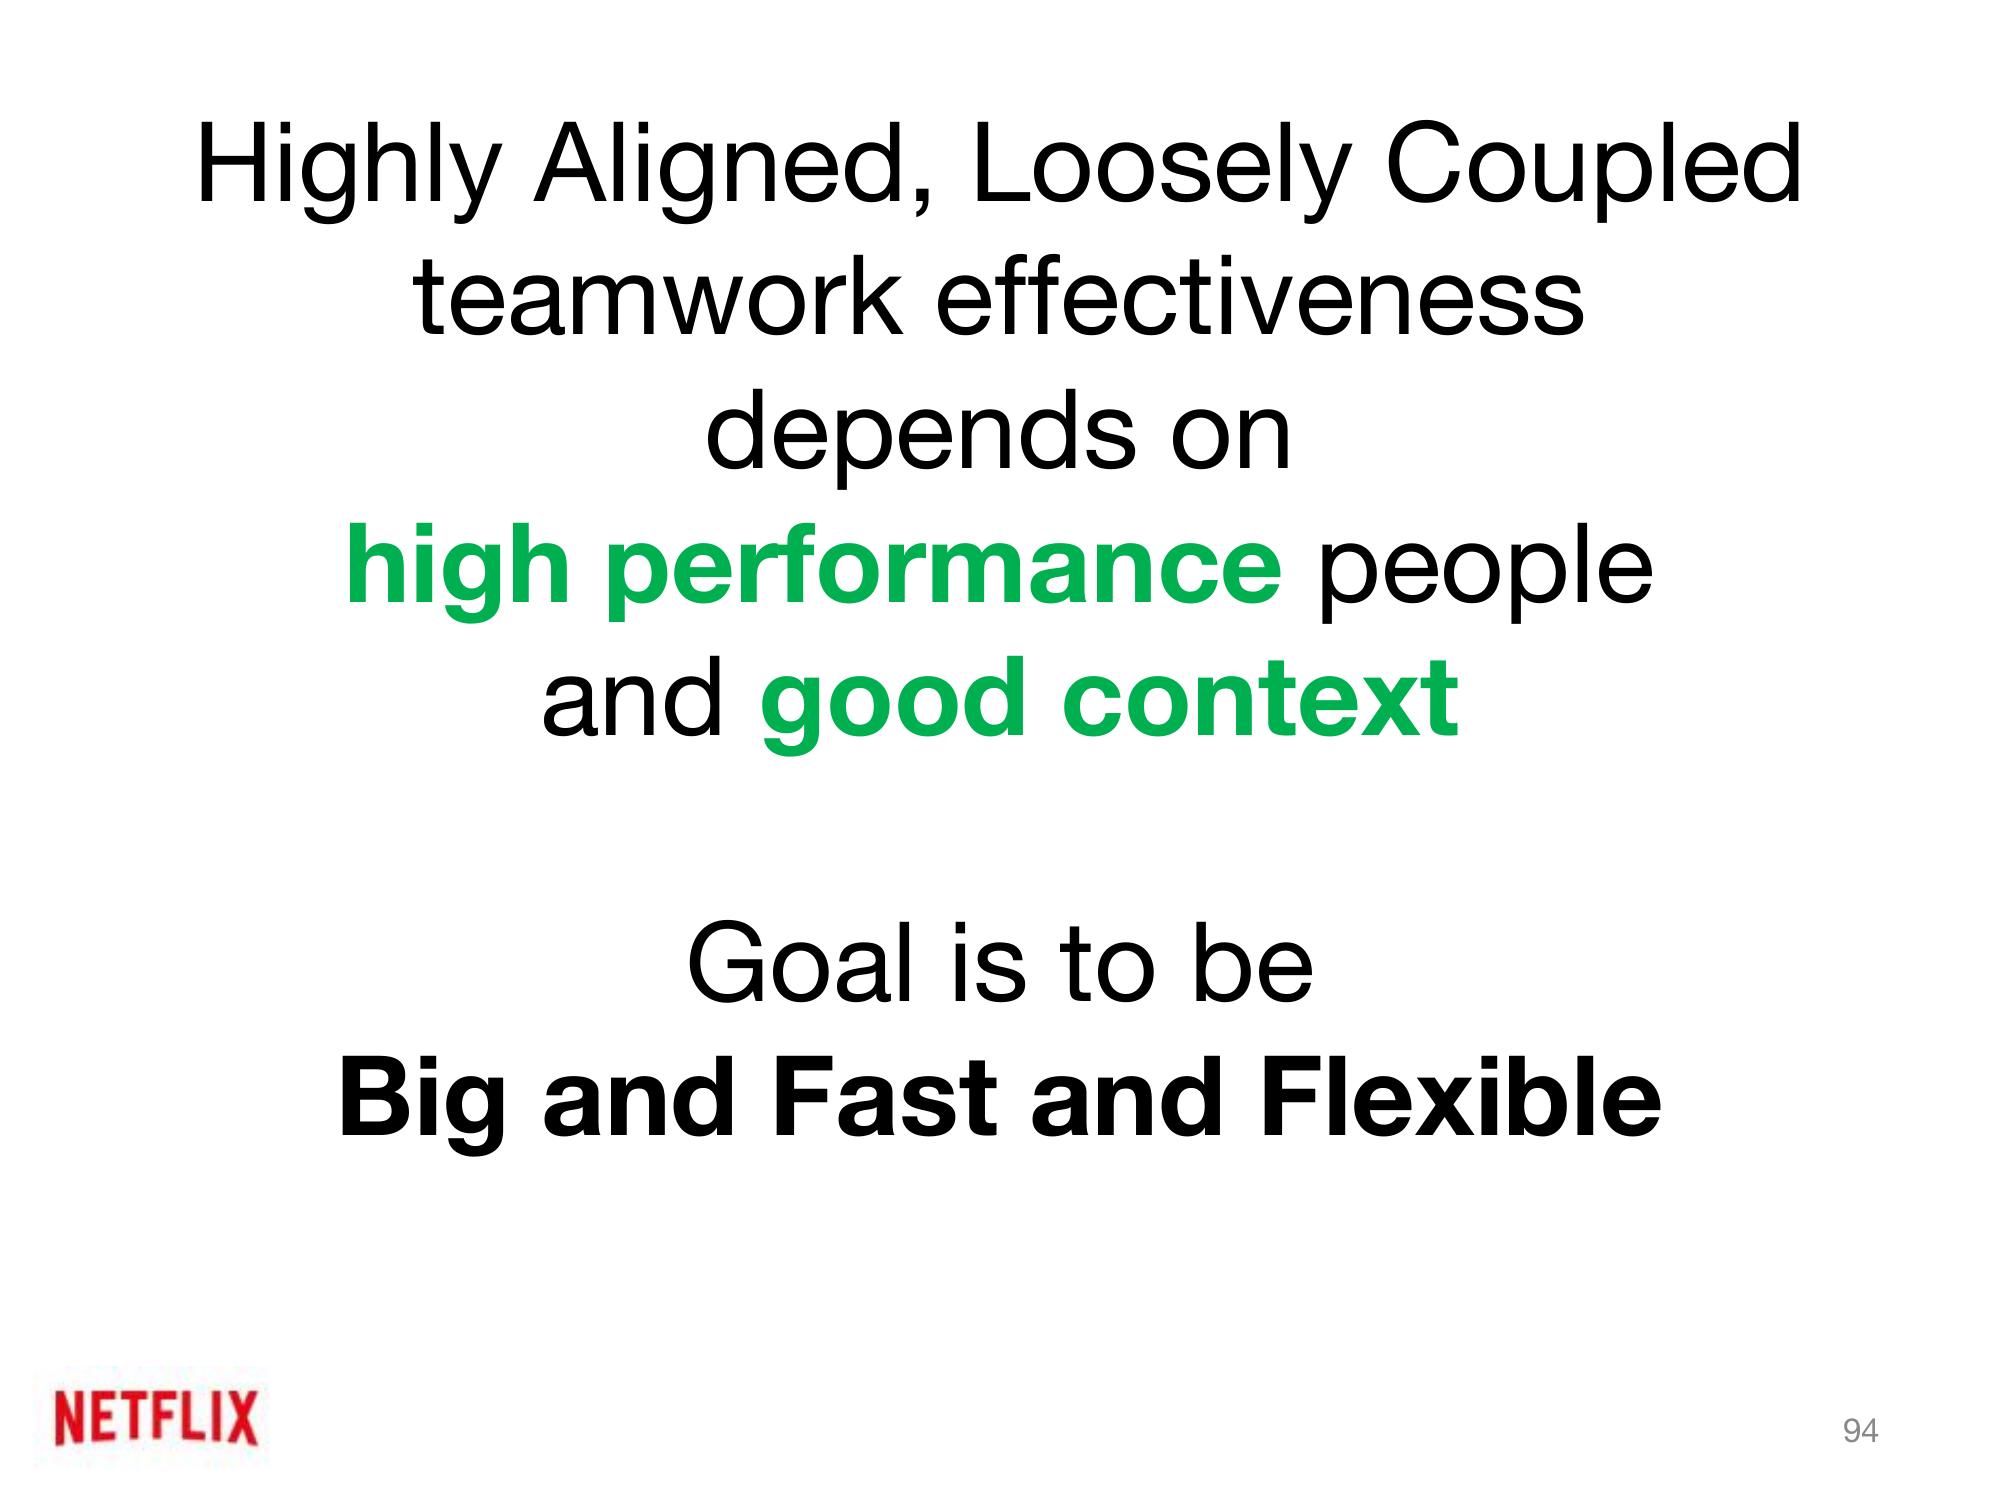 Highly Aligned, Loosely Coupled
teamwork effectiveness
depends on
high performance people
and good context
Goal is to be
Big and Fast and Flexible
NETFLIX
94